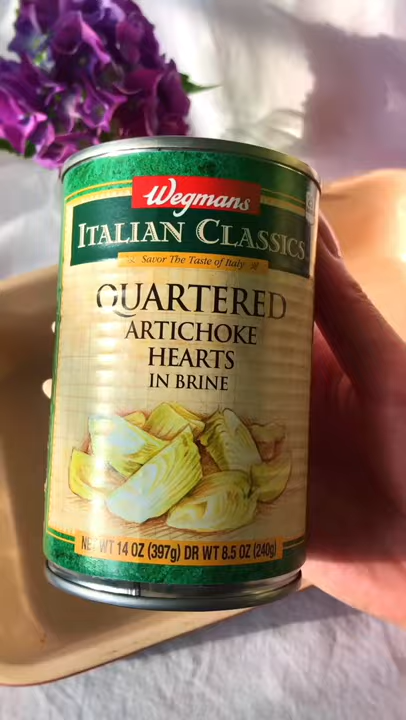 Wegmans
ITALIAN CLASSICS
Savor The Taste of Italy
QUARTERED
ARTICHOKE
HEARTS
IN BRINE
NET WT 14 OZ (397g) DR WT 8.5 OZ (240g)